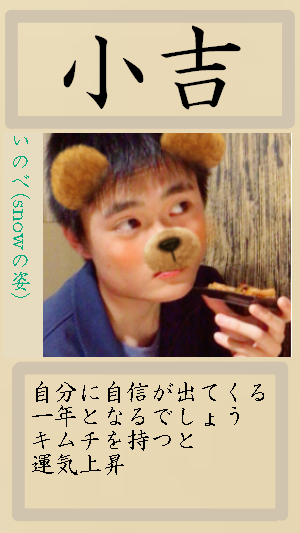 小吉
いのく(snowの姿)
自分に自信が出てくる
一年となるでしょう
キムチを持つと
運気上昇